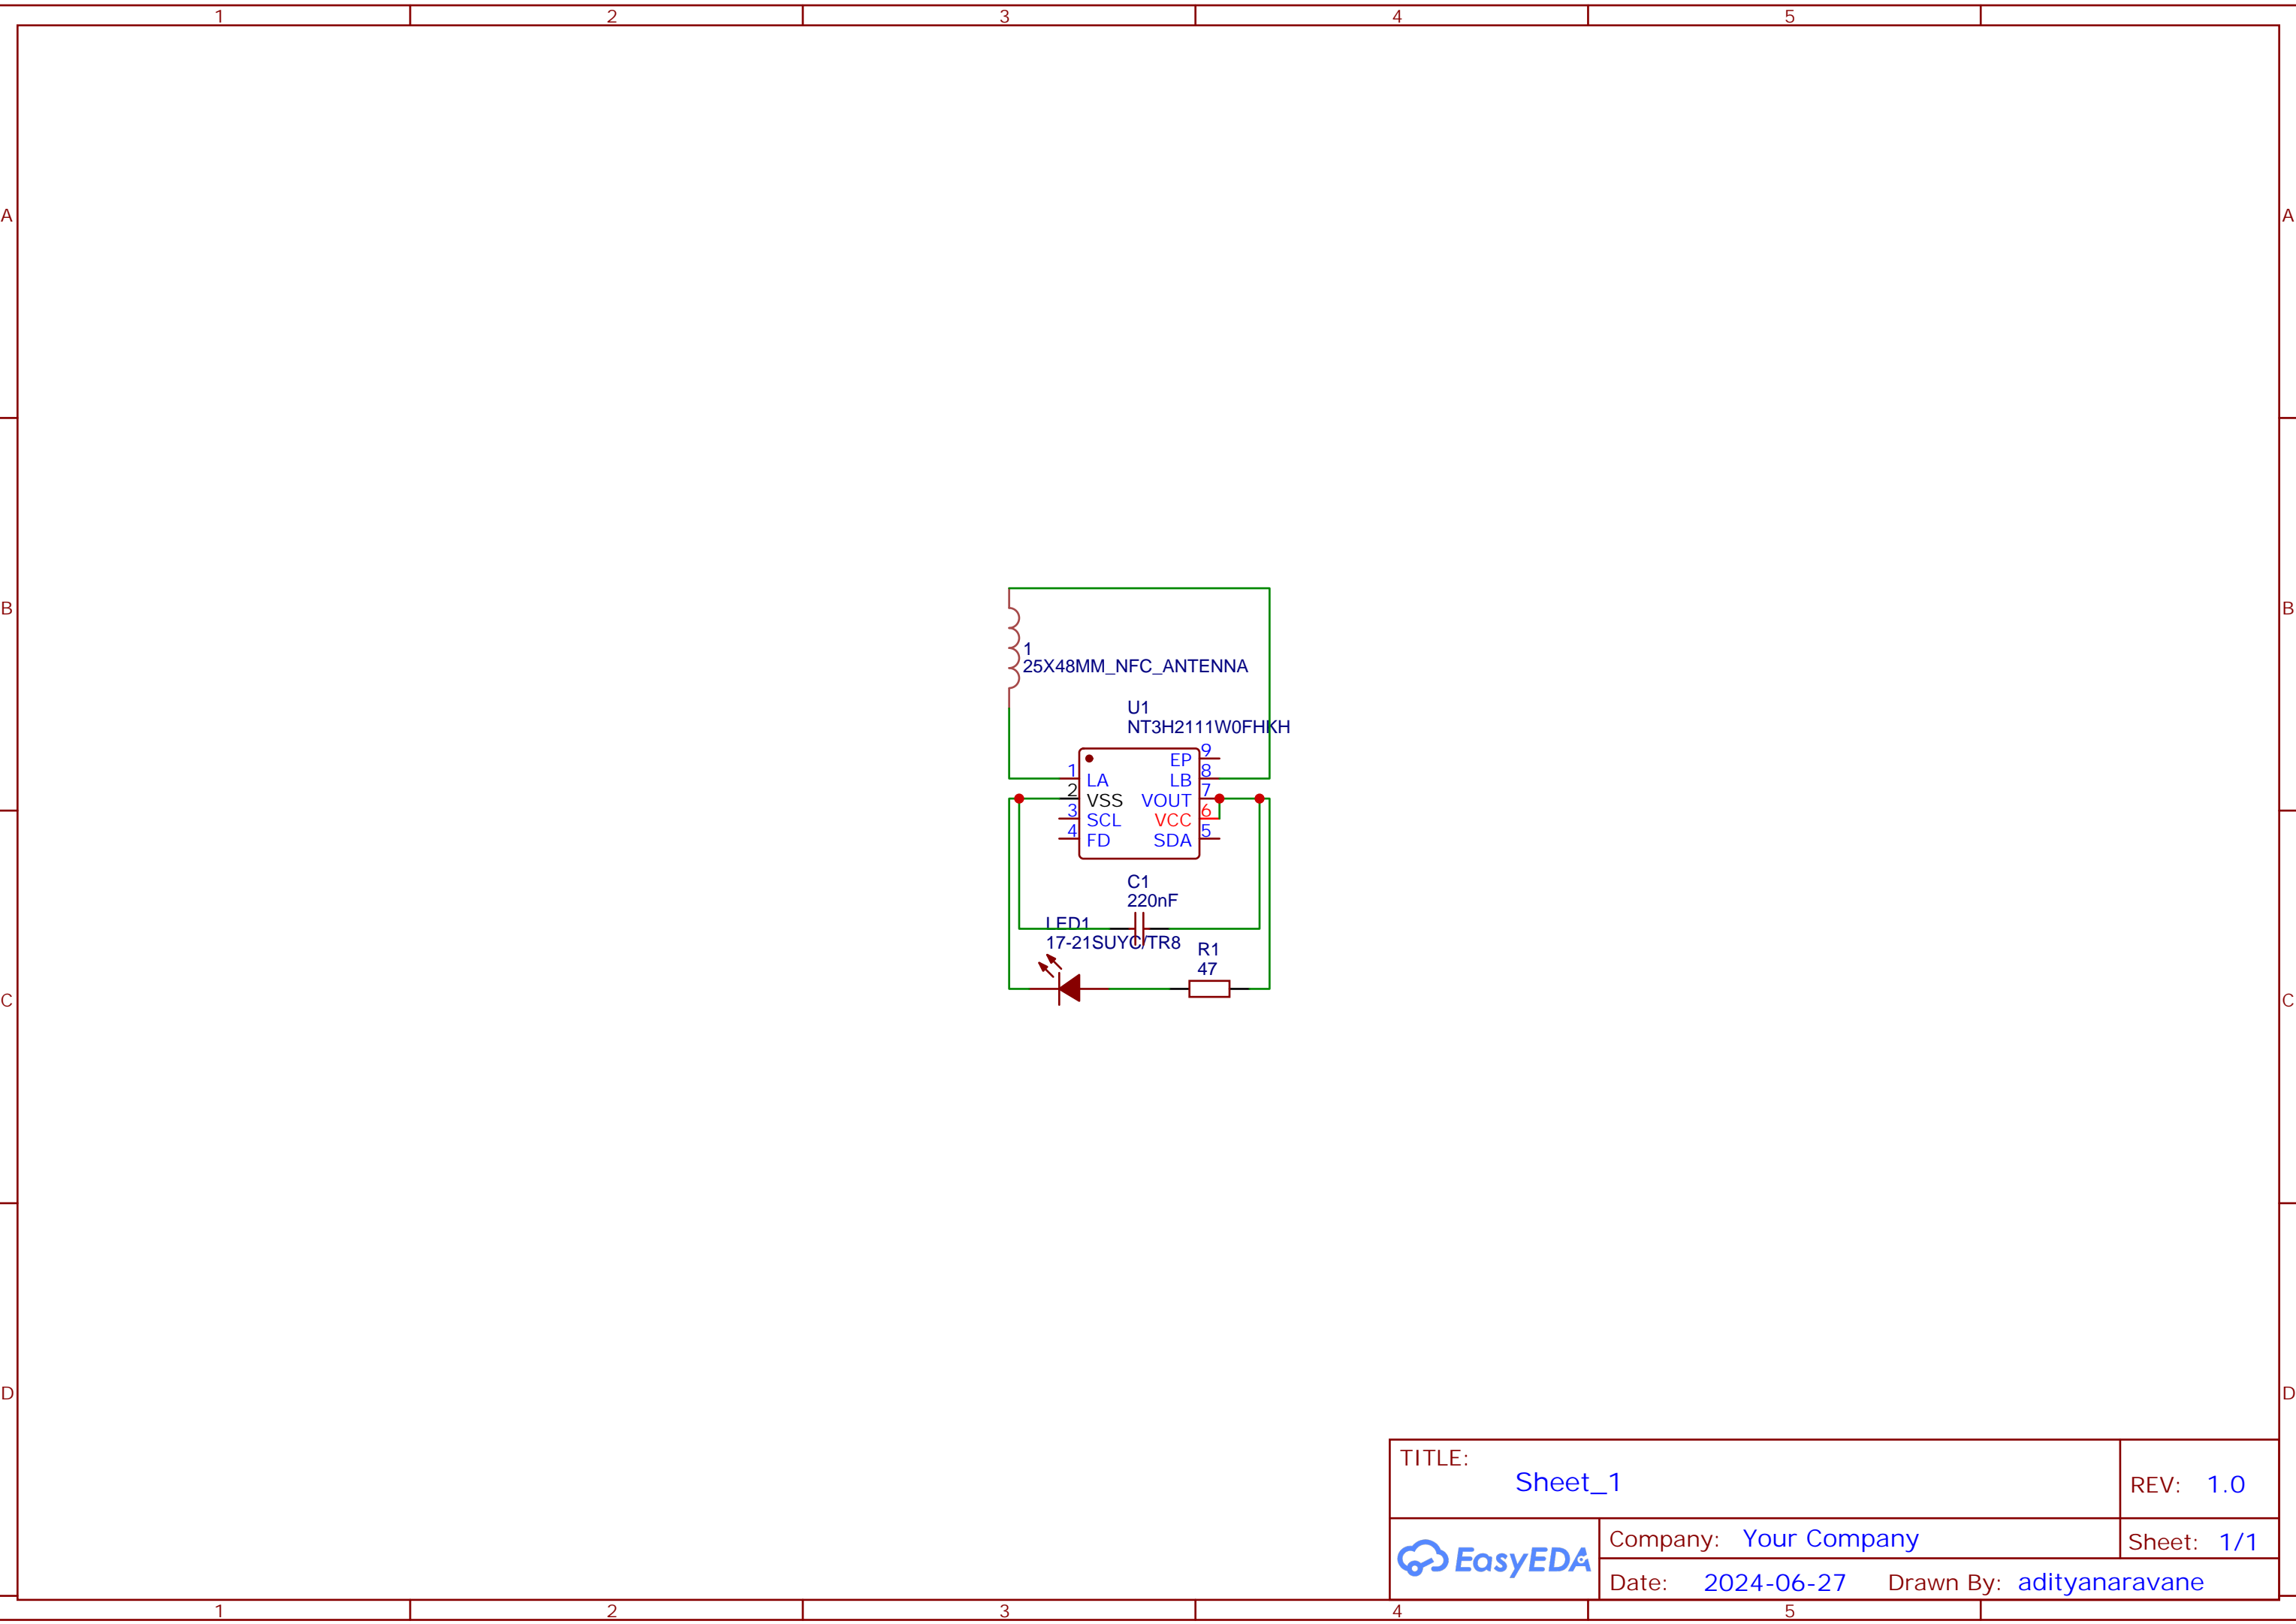 1 2 3 4 5
A A
B B
1
25X48MM_NFC_ANTENNA
U1
NT3H2111W0FHKH
9
EP
1 8
LA LB
2 7
VSS VOUT
3 6
SCL VCC
4 5
FD SDA
C1
220nF
LED1
17-21SUYC/TR8
R1
47
C C
D D
TITLE:
Sheet_1
REV: 1.0
EasyEDA
Company: Your Company
Sheet: 1/1
Date: 2024-06-27 Drawn By: adityanaravane
1 2 3 4 5